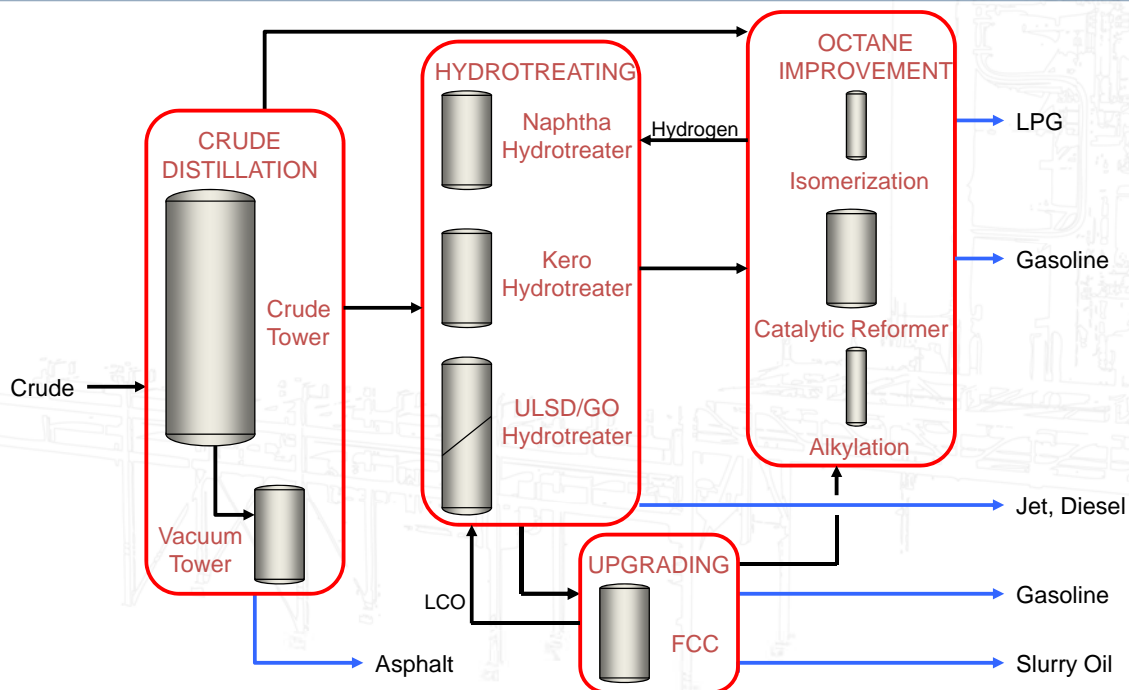 Crude
CRUDE
DISTILLATION
Crude
Tower
Vacuum
Tower
Asphalt
HYDROTREATING
Naphtha
Hydrotreater
Kero
Hydrotreater
ULSD/GO
Hydrotreater
Hydrogen
LCO
UPGRADING
FCC
OCTANE
IMPROVEMENT
Isomerization
Catalytic Reformer
Alkylation
LPG
Gasoline
Jet, Diesel
Gasoline
Slurry Oil